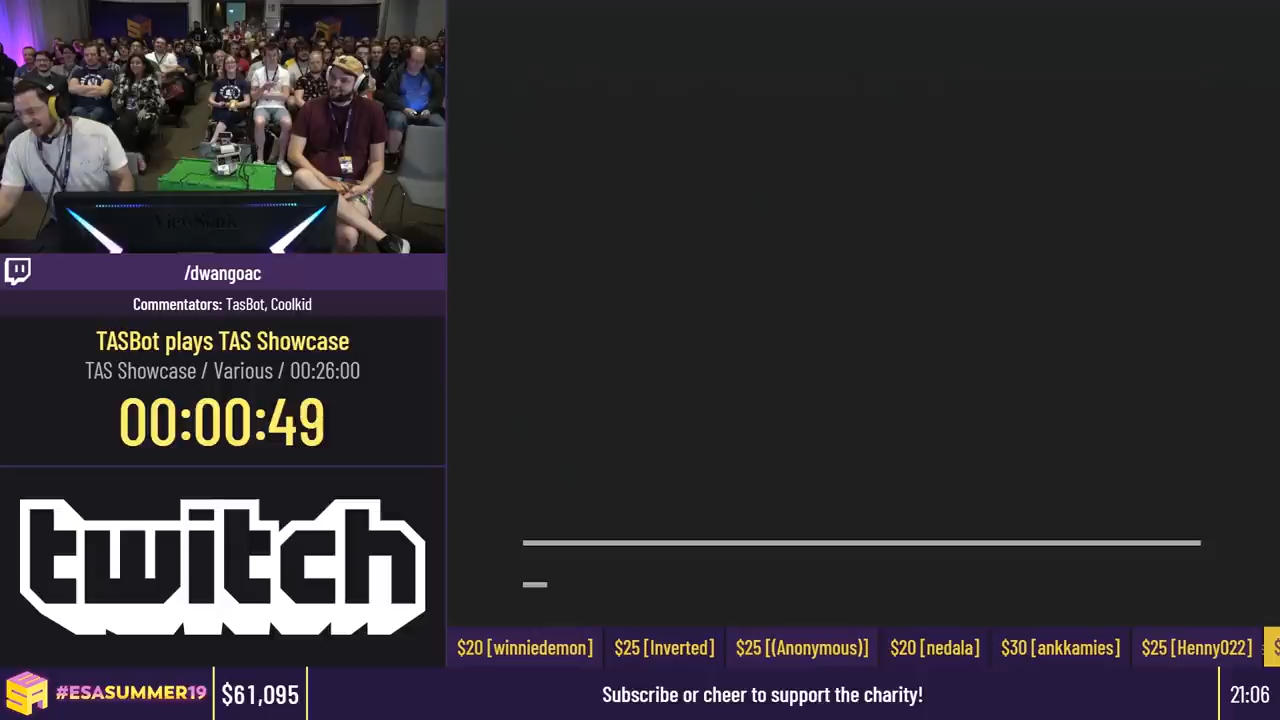 ViewSonic
/dwangoac
Commentators: TasBot, Coolkid
TASBot plays TAS Showcase
TAS Showcase / Various / 00:26:00
00:00:49
twitch
$20 [winniedemon] $25 [Inverted] $25 [(Anonymous)] $20 [nedala] $30 [ankkamies] $25 [Henny022]
ESA #ESASUMMER19 $61,095 Subscribe or cheer to support the charity! 21:06